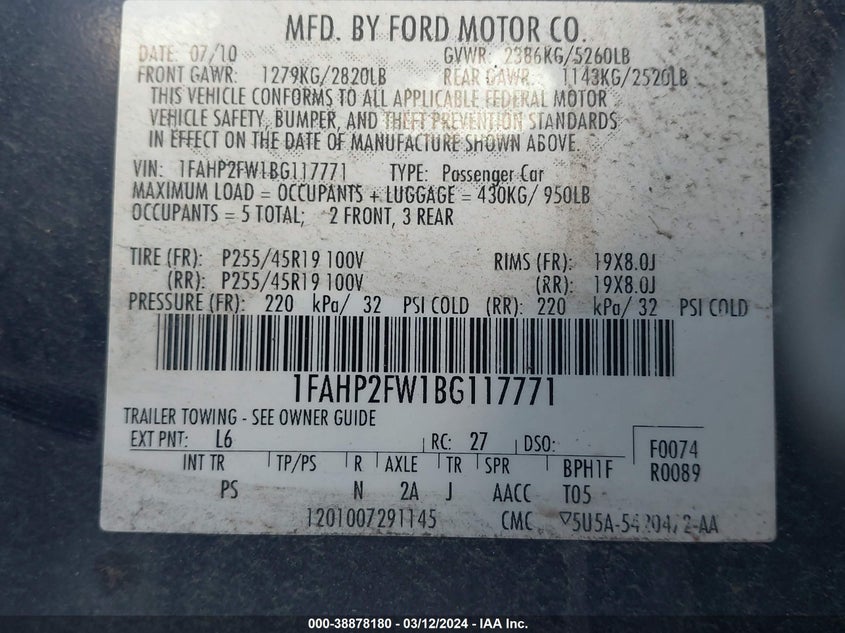 MFD. BY FORD MOTOR CO.
DATE: 07/10 GVWR: 2386KG/5260LB
FRONT GAWR: 1279KG/2820LB REAR GAWR: 1143KG/2520LB
THIS VEHICLE CONFORMS TO ALL APPLICABLE FEDERAL MOTOR
VEHICLE SAFETY, BUMPER, AND THEFT PREVENTION STANDARDS
IN EFFECT ON THE DATE OF MANUFACTURE SHOWN ABOVE.
VIN: 1FAHP2FW1BG117771 TYPE: Passenger Car
MAXIMUM LOAD = OCCUPANTS + LUGGAGE = 430KG/ 950LB
OCCUPANTS = 5 TOTAL; 2 FRONT, 3 REAR
TIRE (FR): P255/45R19 100V RIMS (FR): 19X8.0J
(RR): P255/45R19 100V (RR): 19X8.0J
PRESSURE (FR): 220 kPa/ 32 PSI COLD (RR): 220 kPa/ 32 PSI COLD
1FAHP2FW1BG117771
TRAILER TOWING - SEE OWNER GUIDE
EXT PNT: L6 RC: 27 DSO: F0074
INT TR TP/PS R AXLE TR SPR BPH1F R0089
PS N 2A J AACC T05
1201007291145 CMC ▽5U5A-5420472-AA
000-38878180 - 03/12/2024 - IAA Inc.